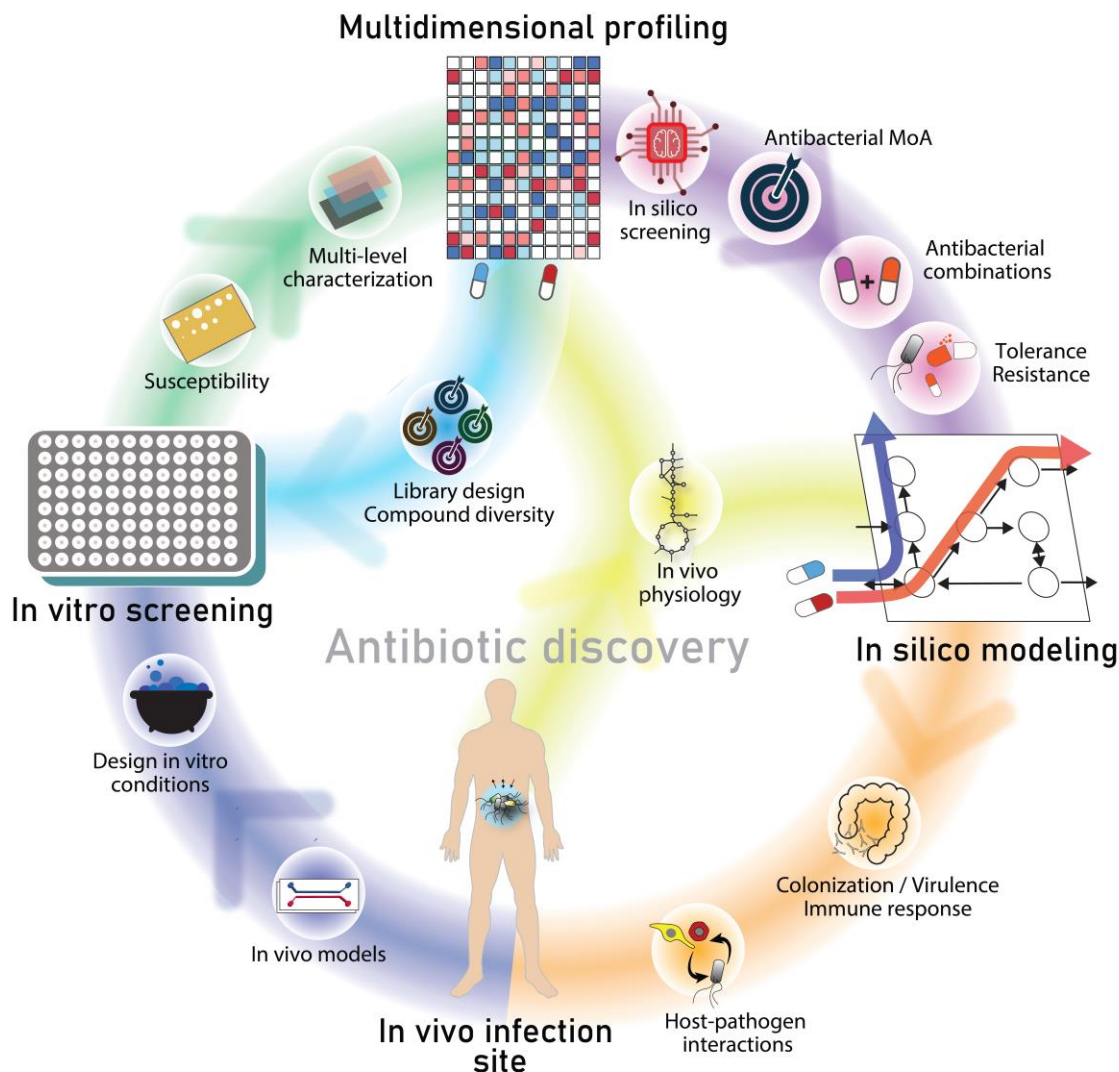 Multidimensional profiling
In silico
screening
Antibacterial MoA
Multi-level
characterization
Antibacterial
combinations
Susceptibility
Tolerance
Resistance
Library design
Compound diversity
In vivo
physiology
In vitro screening
Antibiotic discovery
In silico modeling
Design in vitro
conditions
Colonization / Virulence
Immune response
In vivo models
Host-pathogen
interactions
In vivo infection
site